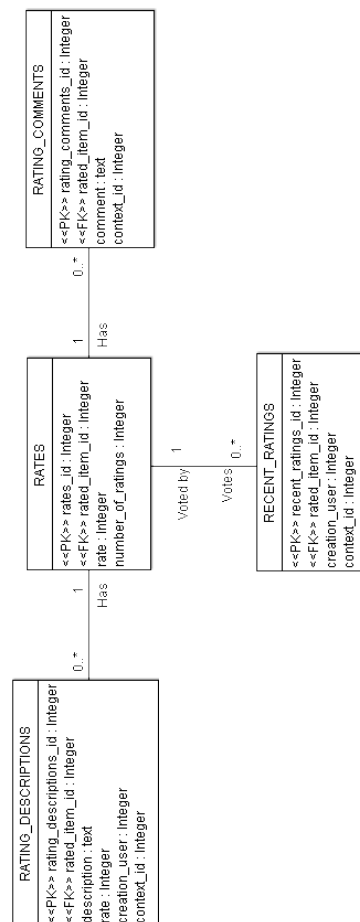 RATING_DESCRIPTIONS
<<PK>> rating_descriptions_id : Integer
<<FK>> rated_item_id : Integer
description : text
rate : Integer
creation_user : Integer
context_id : Integer
0..*
1
Has
RATES
<<PK>> rates_id : Integer
<<FK>> rated_item_id : Integer
rate : Integer
number_of_ratings : Integer
1
0..*
Has
RATING_COMMENTS
<<PK>> rating_comments_id : Integer
<<FK>> rated_item_id : Integer
comment : text
context_id : Integer
Voted by
1
Votes
0..*
RECENT_RATINGS
<<PK>> recent_ratings_id : Integer
<<FK>> rated_item_id : Integer
creation_user : Integer
context_id : Integer